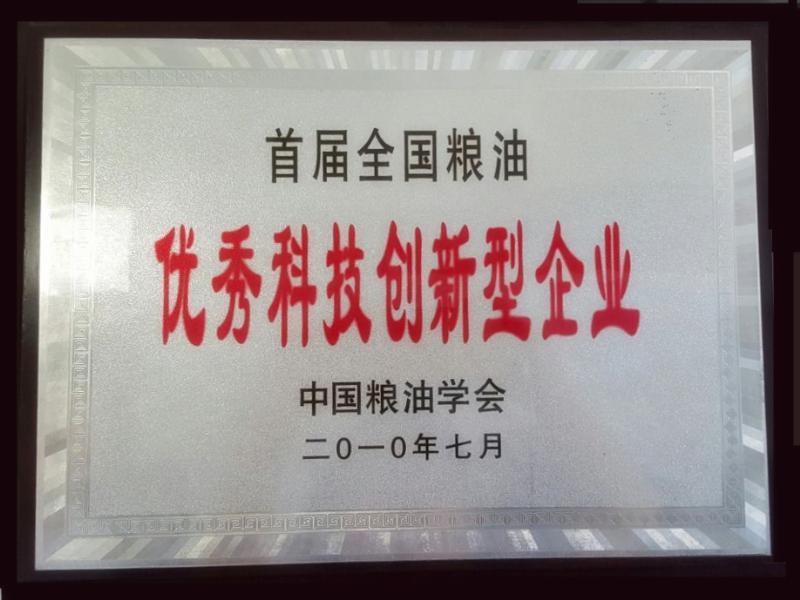 首届全国粮油
优秀科技创新型企业
中国粮油学会
二0一0年七月